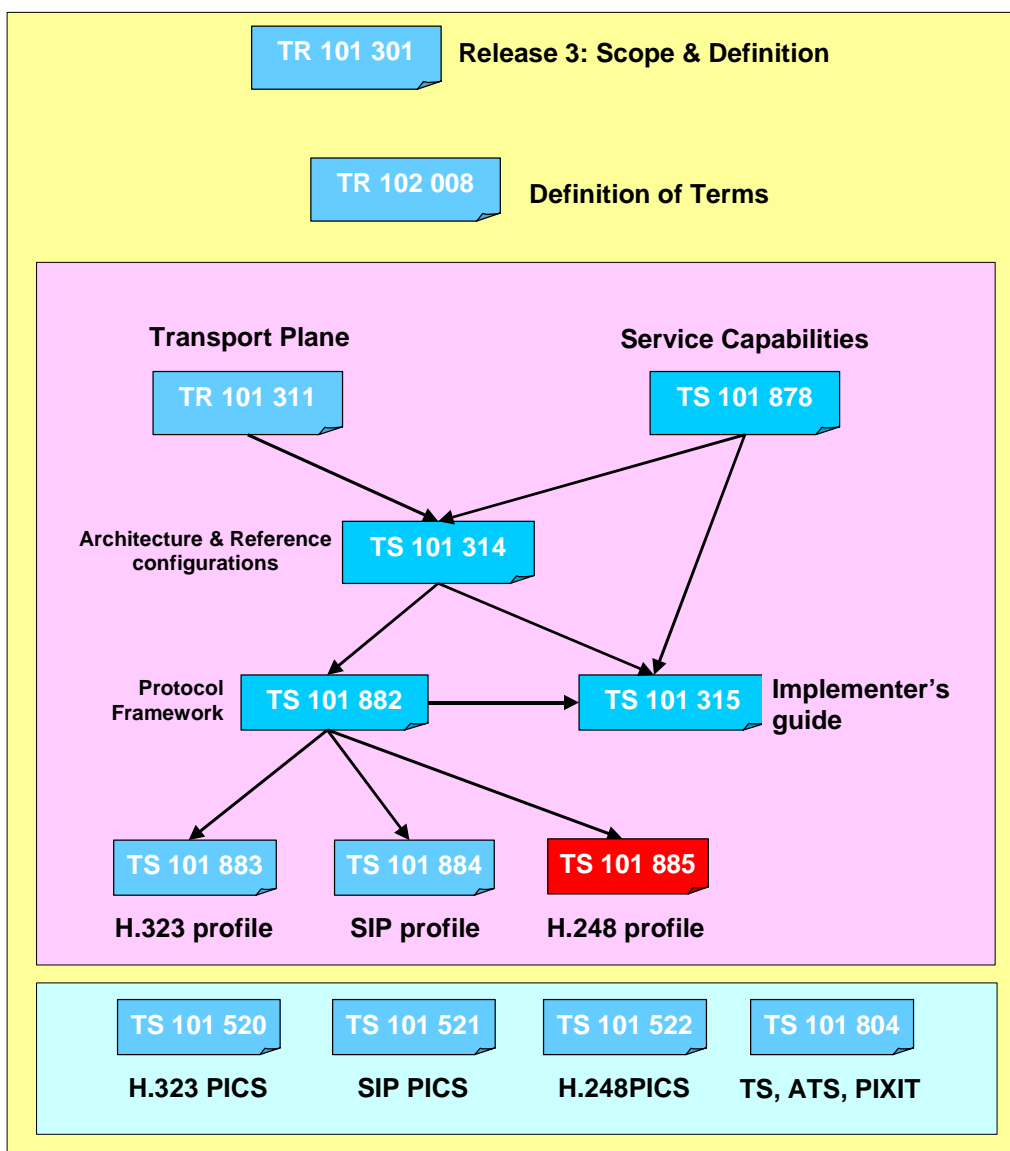 TR 101 301
Release 3: Scope & Definition
TR 102 008
Definition of Terms
Transport Plane
Service Capabilities
TR 101 311
TS 101 878
Architecture & Reference
configurations
TS 101 314
Protocol
Framework
TS 101 882
TS 101 315
Implementer’s
guide
TS 101 883
TS 101 884
TS 101 885
H.323 profile
SIP profile
H.248 profile
TS 101 520
TS 101 521
TS 101 522
TS 101 804
H.323 PICS
SIP PICS
H.248PICS
TS, ATS, PIXIT